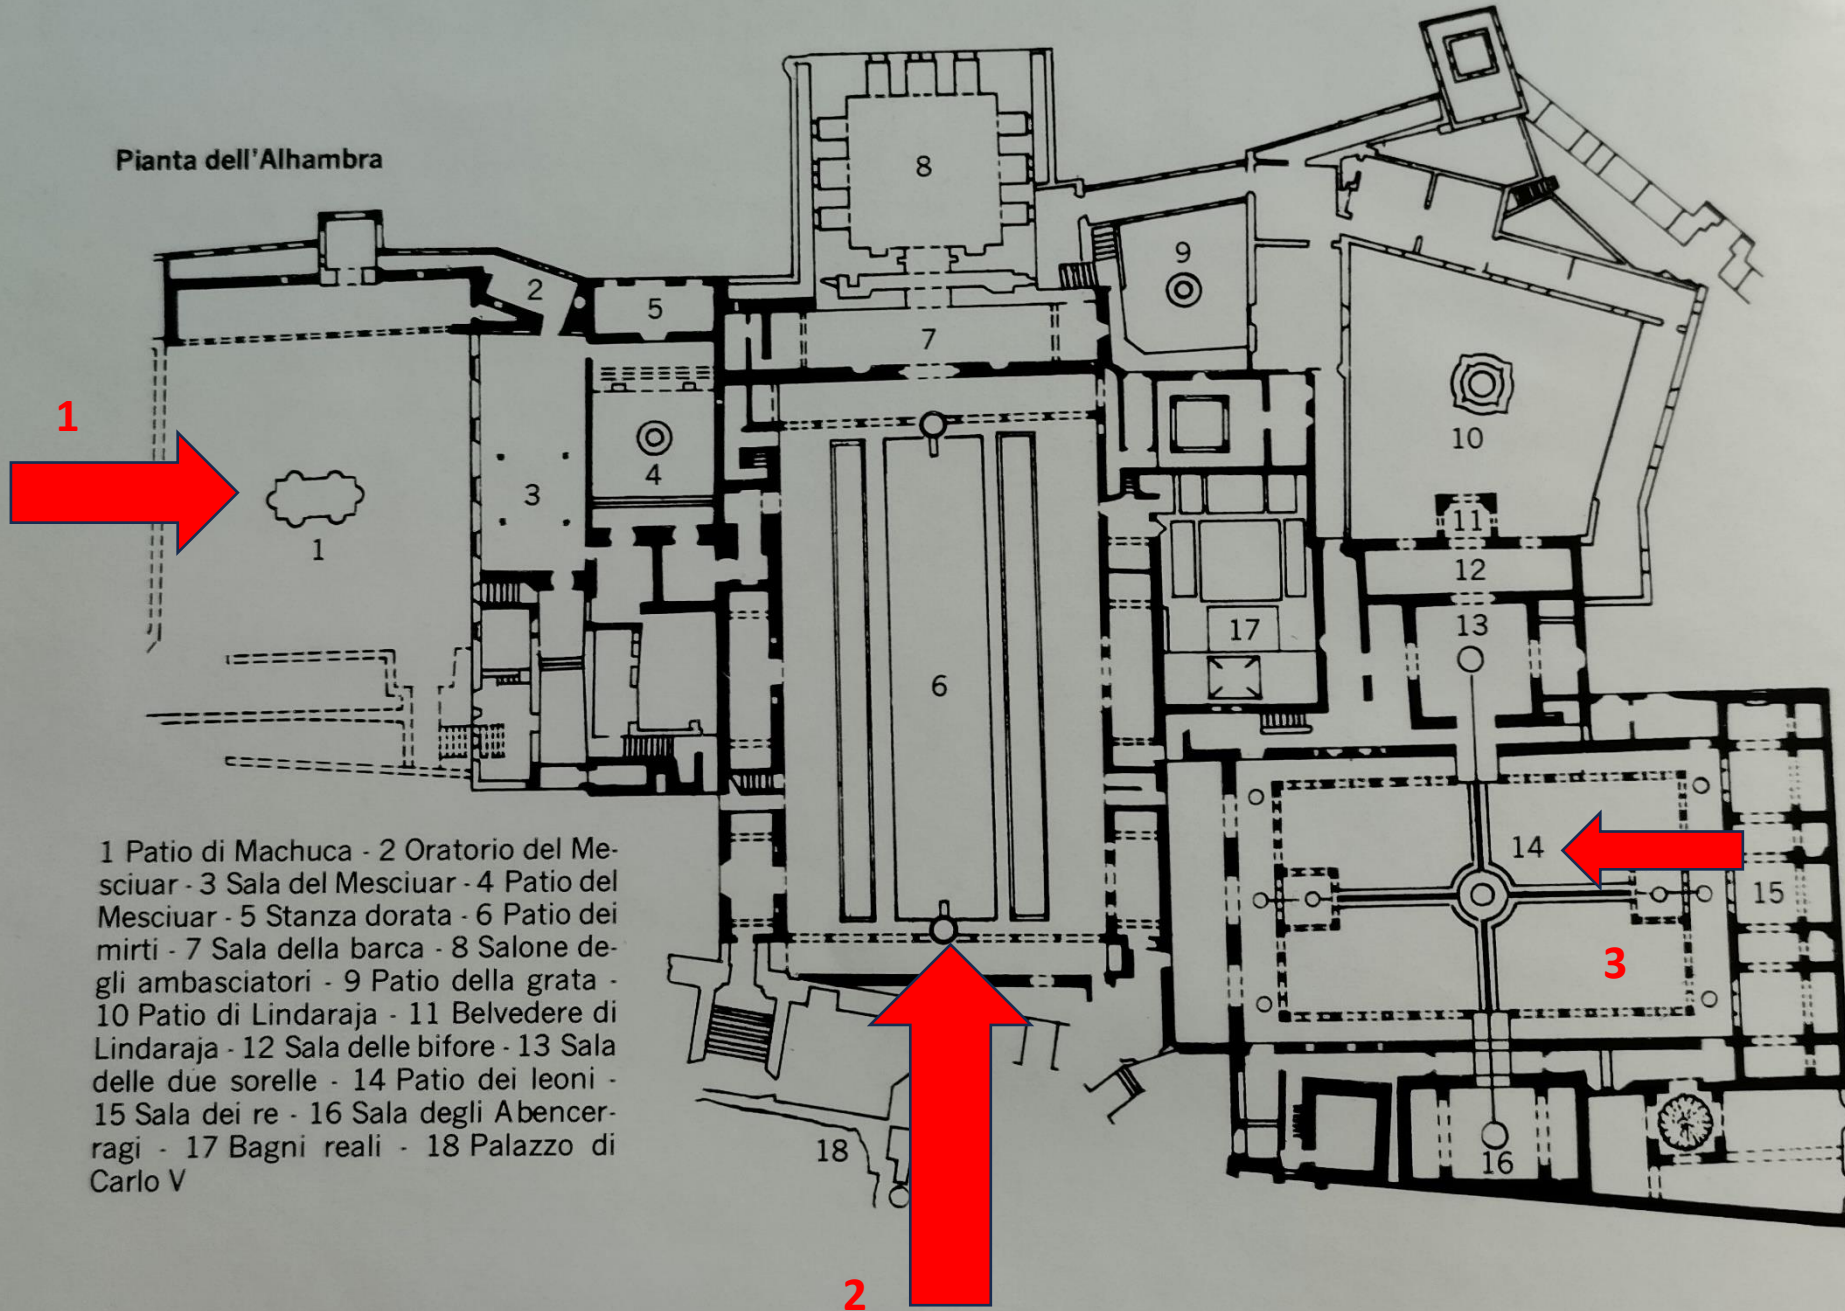 Pianta dell'Alhambra
8
2
9
5
7
1
10
4
3
11
1
12
13
17
6
14
15
3
1 Patio di Machuca - 2 Oratorio del Me-
sciuar - 3 Sala del Mesciuar - 4 Patio del
Mesciuar - 5 Stanza dorata - 6 Patio dei
mirti - 7 Sala della barca - 8 Salone de-
gli ambasciatori - 9 Patio della grata -
10 Patio di Lindaraja - 11 Belvedere di
Lindaraja - 12 Sala delle bifore - 13 Sala
delle due sorelle - 14 Patio dei leoni -
15 Sala dei re - 16 Sala degli Abencer-
ragi - 17 Bagni reali - 18 Palazzo di
Carlo V
18
16
2